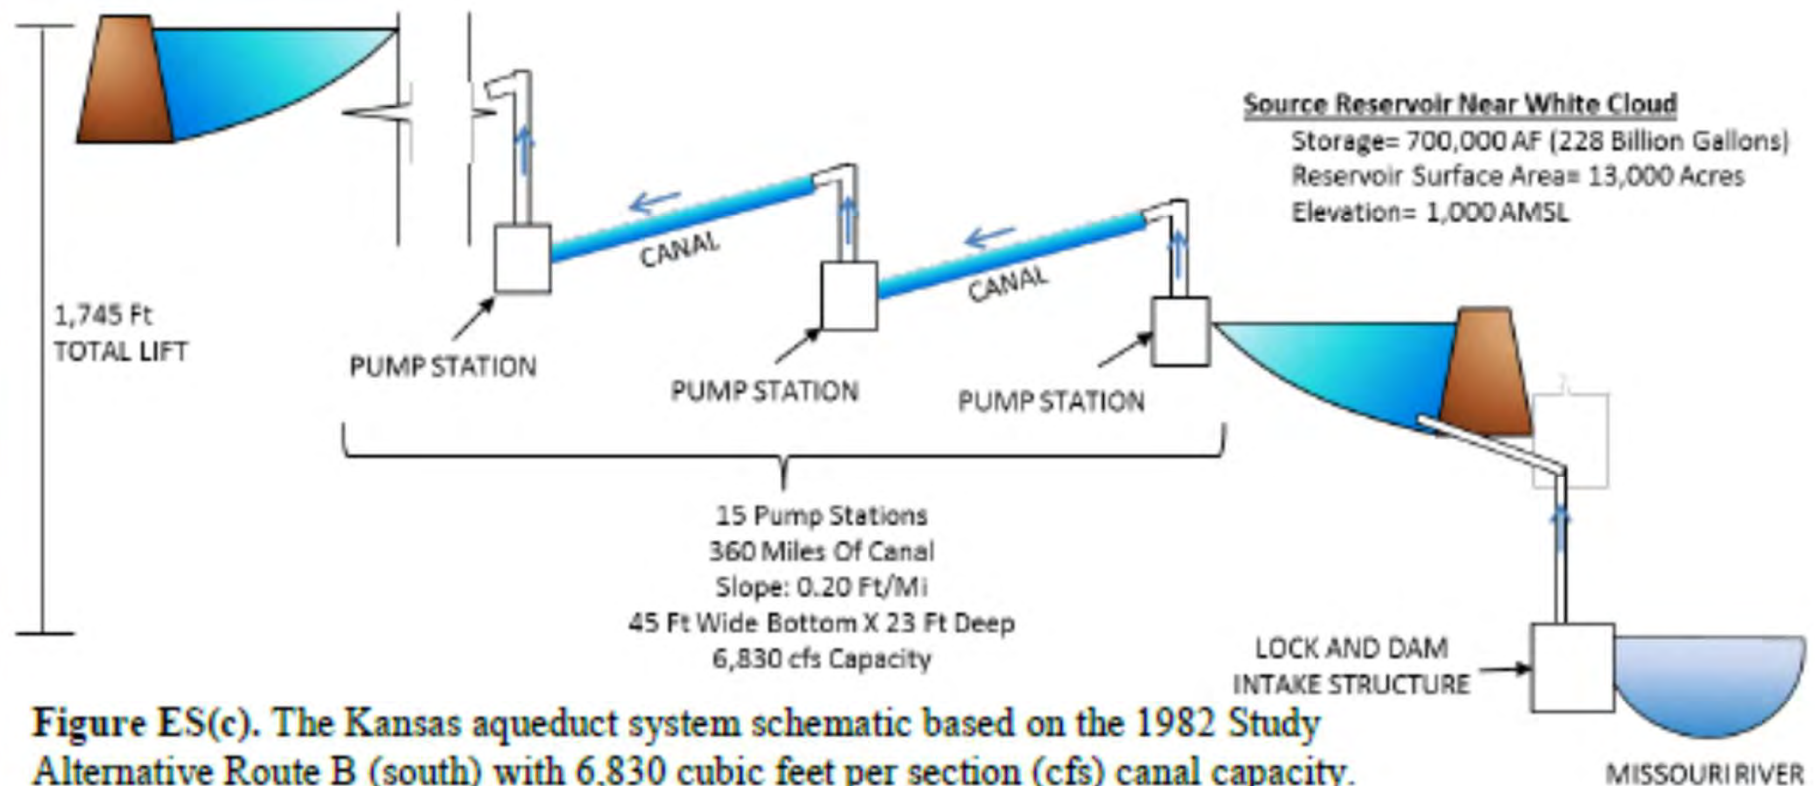 Source Reservoir Near White Cloud
Storage= 700,000 AF (228 Billion Gallons)
Reservoir Surface Area= 13,000 Acres
Elevation= 1,000 AMSL
CANAL
CANAL
1,745 Ft
TOTAL LIFT
PUMP STATION
PUMP STATION
PUMP STATION
15 Pump Stations
360 Miles Of Canal
Slope: 0.20 Ft/Mi
45 Ft Wide Bottom X 23 Ft Deep
6,830 cfs Capacity
LOCK AND DAM
INTAKE STRUCTURE
MISSOURI RIVER
Figure ES(c). The Kansas aqueduct system schematic based on the 1982 Study
Alternative Route B (south) with 6,830 cubic feet per section (cfs) canal capacity.